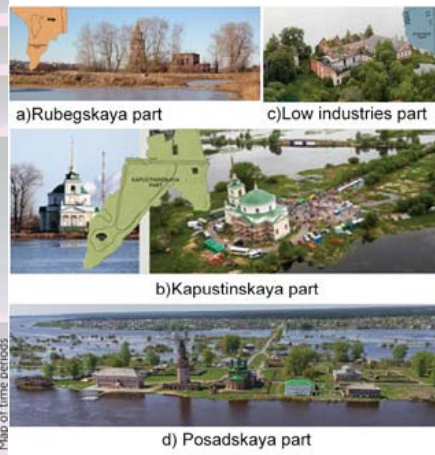 a)Rubegskaya part
c)Low industries part
KAPUSTINSKAYA
PART
b)Kapustinskaya part
Map of time periods
d) Posadskaya part